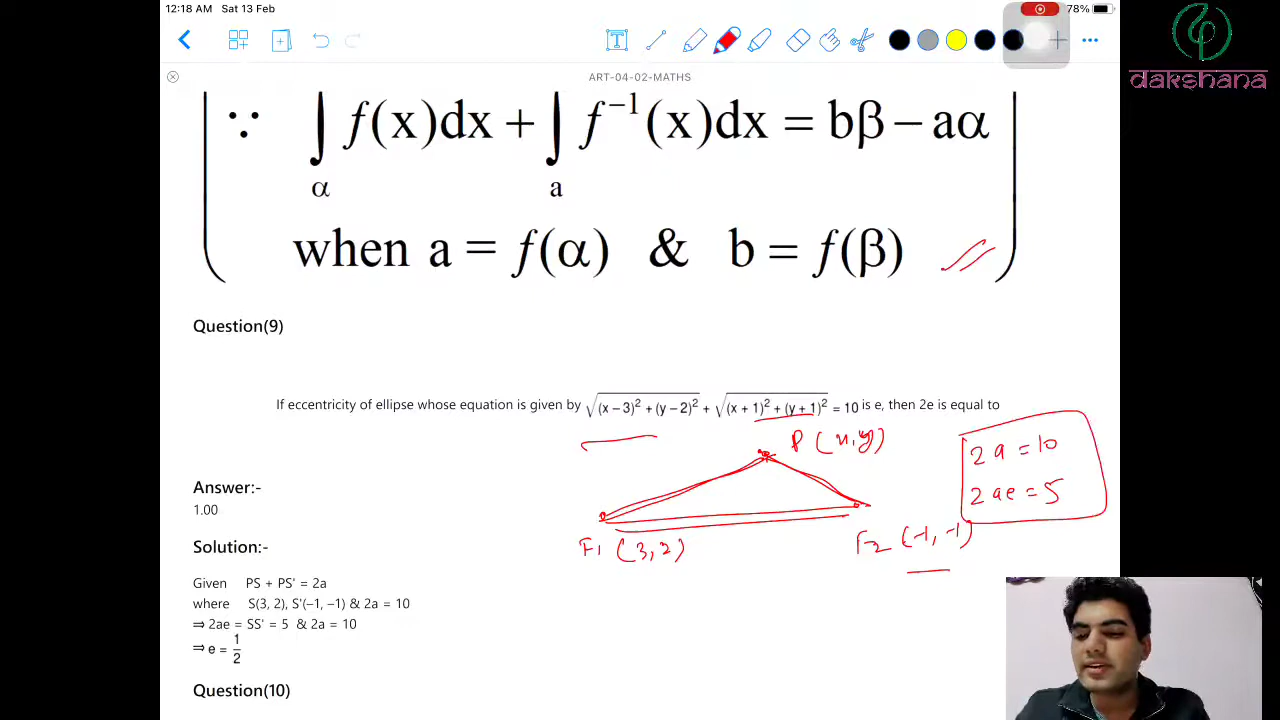 12:18 AM Sat 13 Feb
78%
dakshana
ART-04-02-MATHS
∵ ∫ f(x)dx + ∫ f⁻¹(x)dx = bβ − aα
α a
when a = f(α) & b = f(β)
Question(9)
If eccentricity of ellipse whose equation is given by √(x − 3)² + (y − 2)² + √(x + 1)² + (y + 1)² = 10 is e, then 2e is equal to
P (x,y)
2a = 10
2ae = 5
F1 (3,2)
F2 (-1,-1)
Answer:-
1.00
Solution:-
Given PS + PS' = 2a
where S(3, 2), S'(−1, −1) & 2a = 10
⇒ 2ae = SS' = 5 & 2a = 10
⇒ e = 1/2
Question(10)